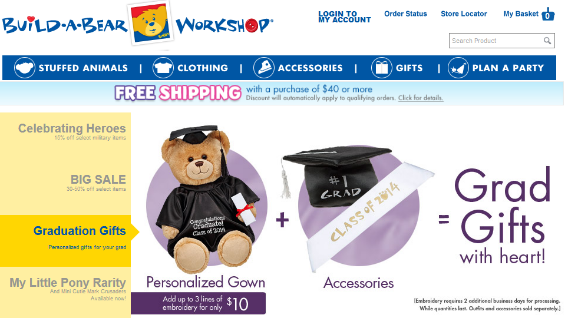 BUILD-A-BEAR WORKSHOP®
LOGIN TO
MY ACCOUNT
Order Status
Store Locator
My Basket
0
Search Product
STUFFED ANIMALS | CLOTHING | ACCESSORIES | GIFTS | PLAN A PARTY
FREE SHIPPING with a purchase of $40 or more
Discount will automatically apply to qualifying orders. Click for details.
Celebrating Heroes
10% off select military items
BIG SALE
select items
Graduation Gifts
Personalized gifts for your grad
My Little Pony Rarity
And Mini Cutie Mark Crusaders
Available now!
Congratulations
Graduate!
Class of 2014
Personalized Gown
Add up to 3 lines of
embroidery for only $10
+
#1
GRAD
CLASS OF 2014
Accessories
=
Grad
Gifts
with heart!
(Embroidery requires 2 additional business days for processing.
While quantities last. Outfits and accessories sold separately.)